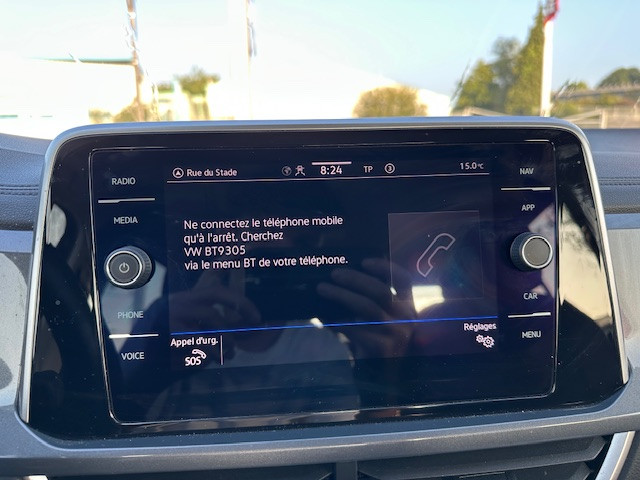 RADIO
MEDIA
PHONE
VOICE
Rue du Stade
8:24
TP
3
15.0°C
Ne connectez le téléphone mobile
qu'à l'arrêt. Cherchez
VW BT9305
via le menu BT de votre téléphone.
Appel d'urg.
SOS
Réglages
NAV
APP
CAR
MENU